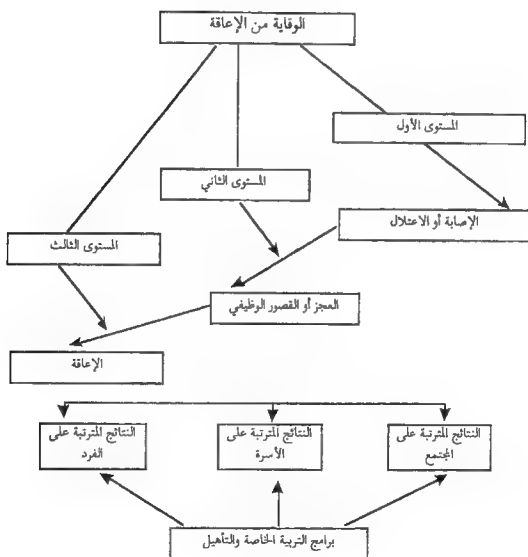 الوقاية من الإعاقة
المستوى الأول
المستوى الثاني
الإصابة أو الاعتلال
المستوى الثالث
العجز أو القصور الوظيفي
الإعاقة
النتائج المترتبة على
المجتمع
النتائج المترتبة على
الأسرة
النتائج المترتبة على
الفرد
برامج التربية الخاصة والتأهيل